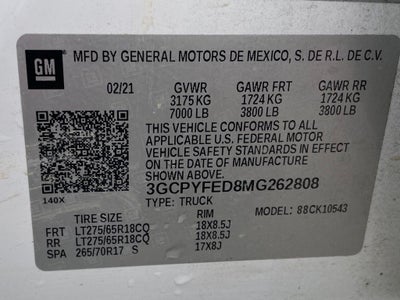 GM
MFD BY GENERAL MOTORS DE MEXICO, S. DE R.L. DE C.V.
02/21 GVWR GAWR FRT GAWR RR
3175 KG 1724 KG 1724 KG
7000 LB 3800 LB 3800 LB
THIS VEHICLE CONFORMS TO ALL
APPLICABLE U.S. FEDERAL MOTOR
VEHICLE SAFETY STANDARDS IN
EFFECT ON THE DATE OF
MANUFACTURE SHOWN ABOVE.
3GCPYFED8MG262808
140X TYPE: TRUCK MODEL: 88CK10543
TIRE SIZE RIM
FRT LT275/65R18CQ 18X8.5J
RR LT275/65R18CQ 18X8.5J
SPA 265/70R17 S 17X8J